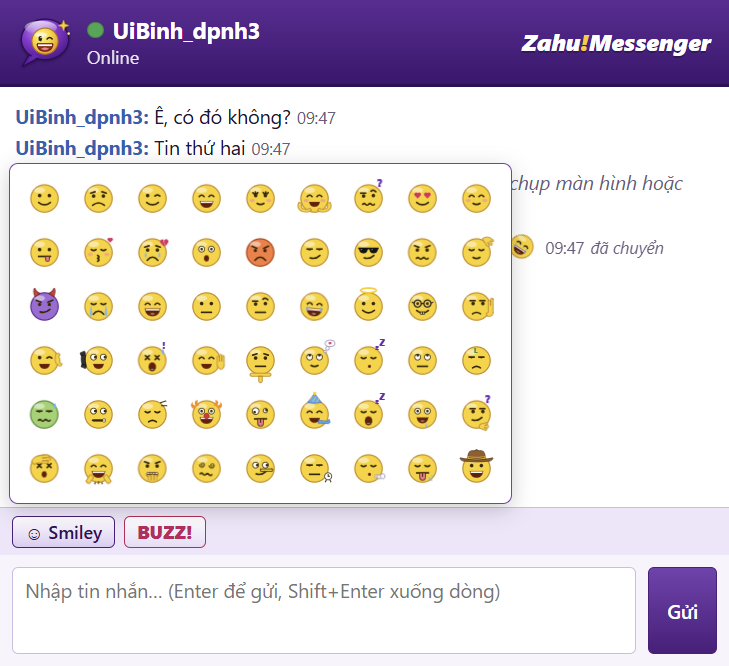 UiBinh_dpnh3
Online
Zahu!Messenger
UiBinh_dpnh3: Ê, có đó không? 09:47
UiBinh_dpnh3: Tin thứ hai 09:47
chụp màn hình hoặc
09:47 đã chuyển
☺ Smiley
BUZZ!
Nhập tin nhắn... (Enter để gửi, Shift+Enter xuống dòng)
Gửi